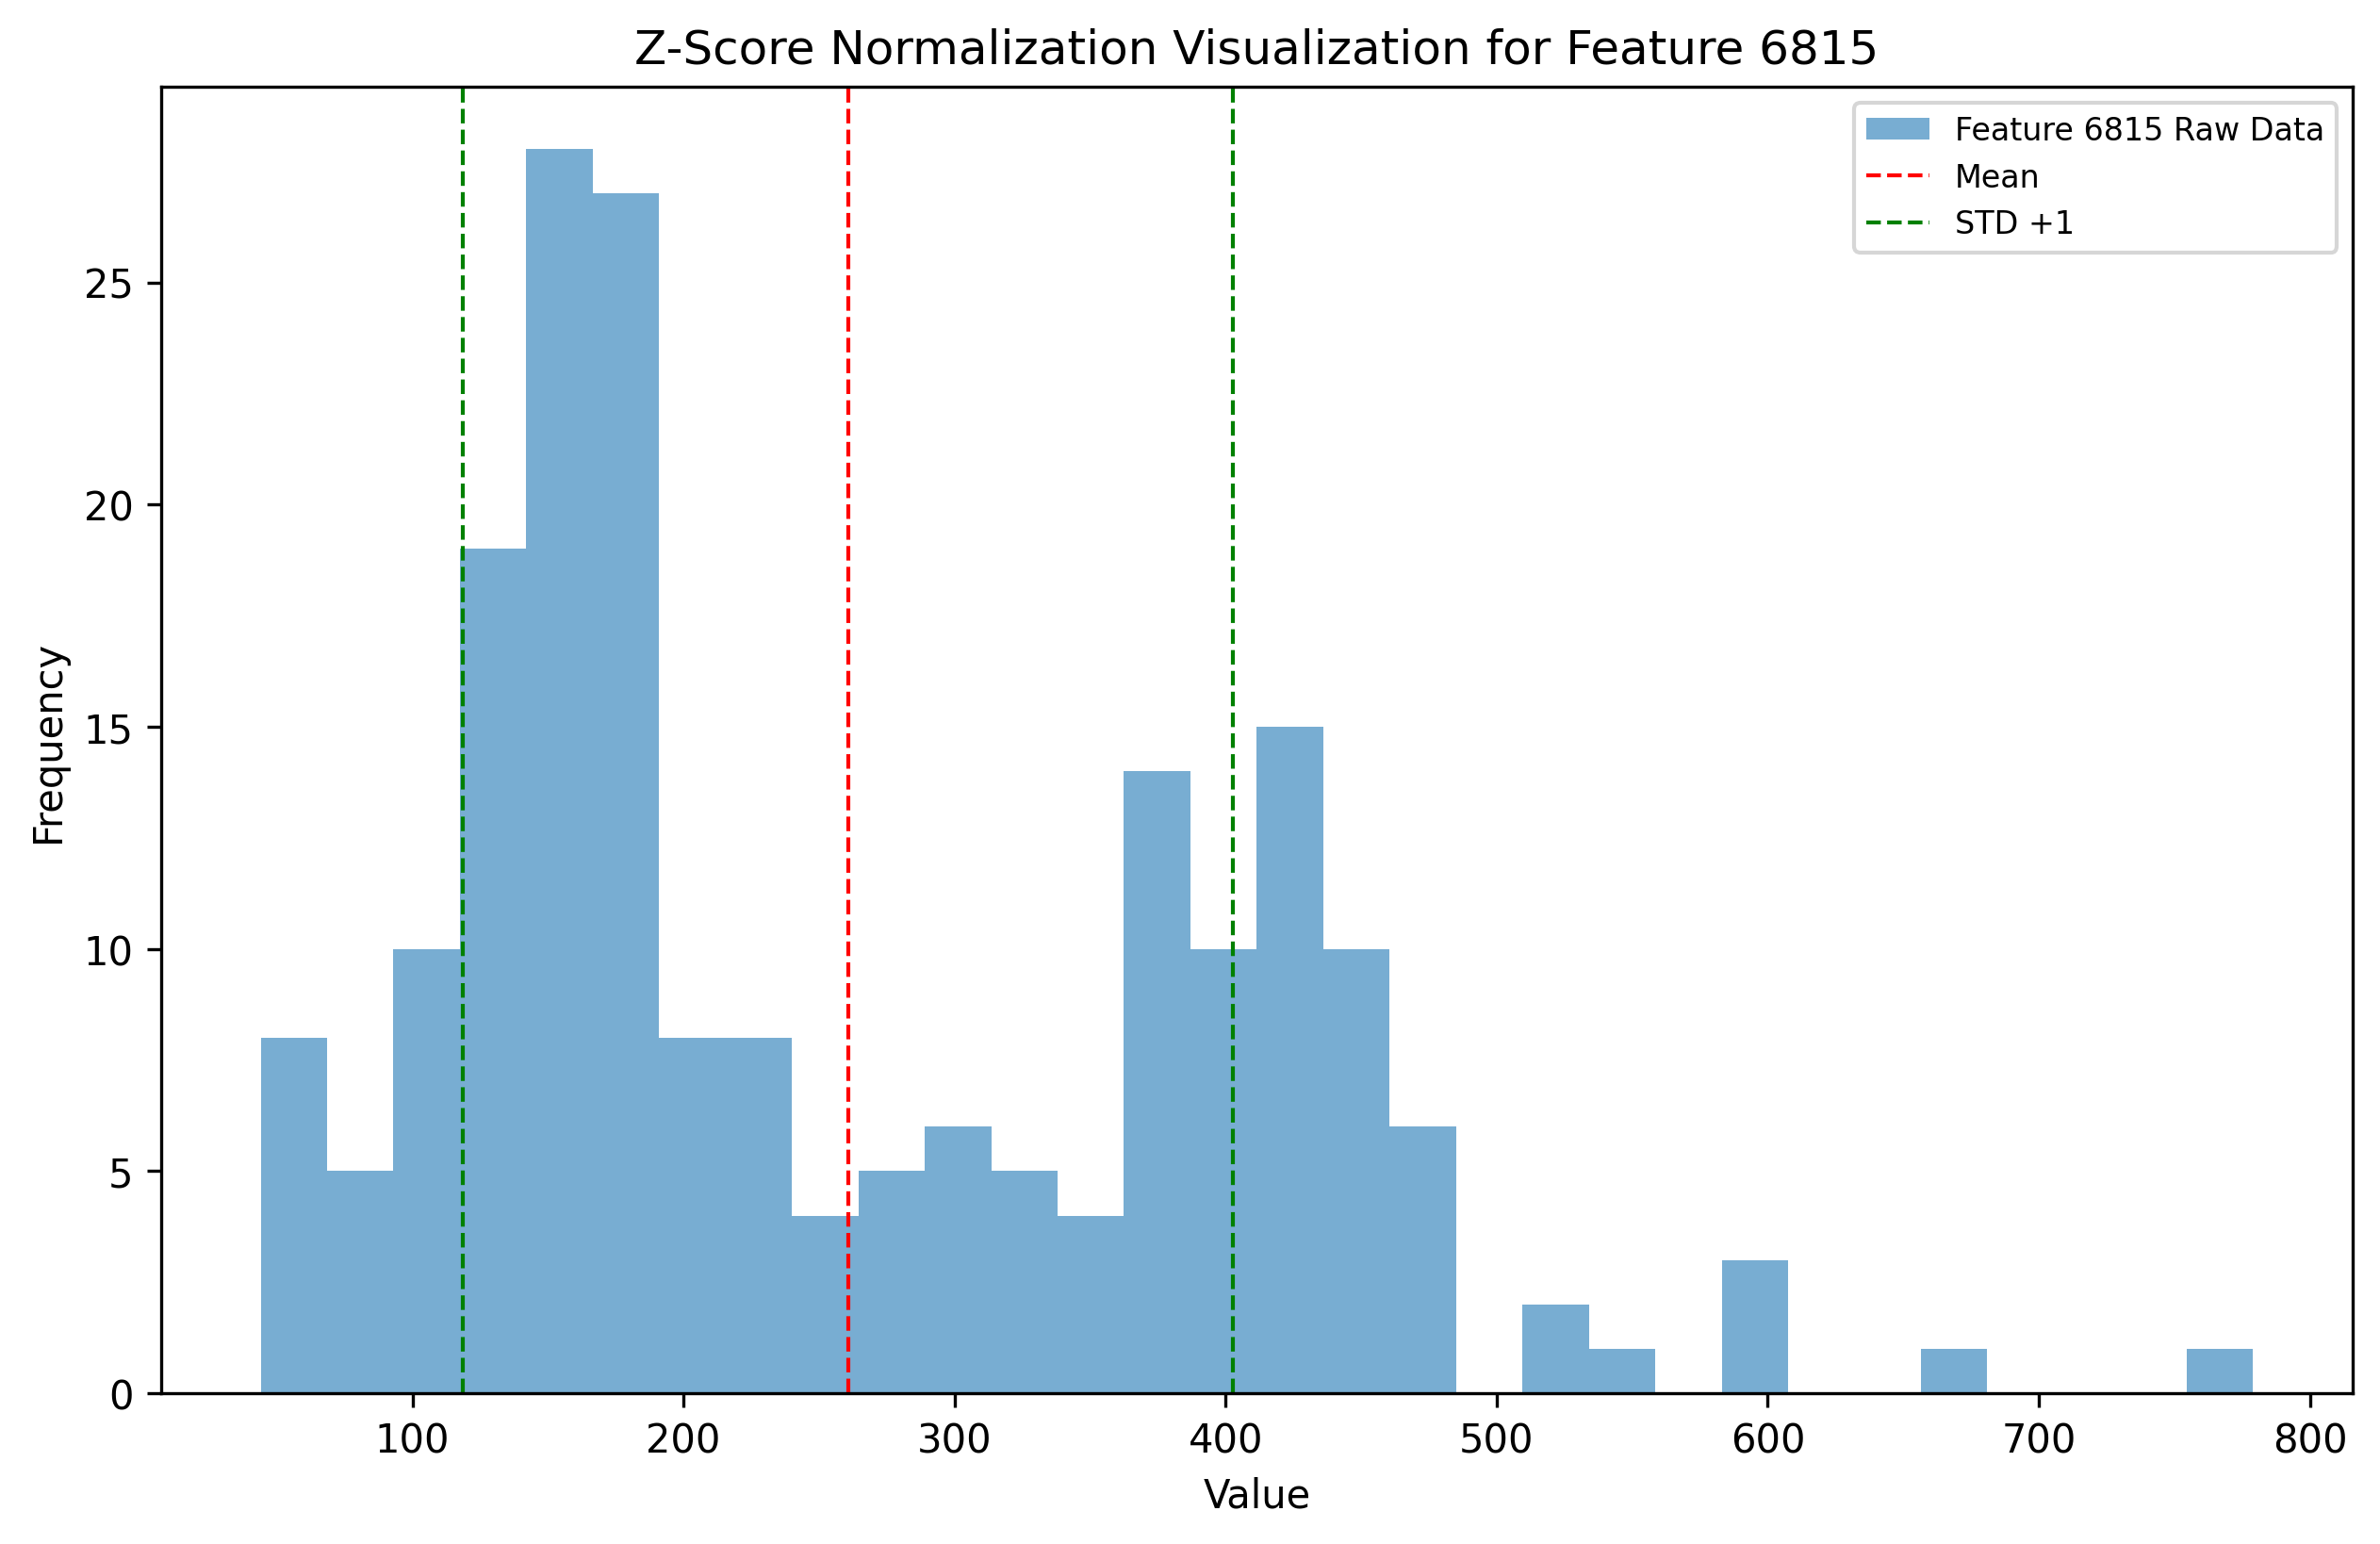 Z-Score Normalization Visualization for Feature 6815
Feature 6815 Raw Data
Mean
STD +1
25
20
15
10
5
0
Frequency
100 200 300 400 500 600 700 800
Value